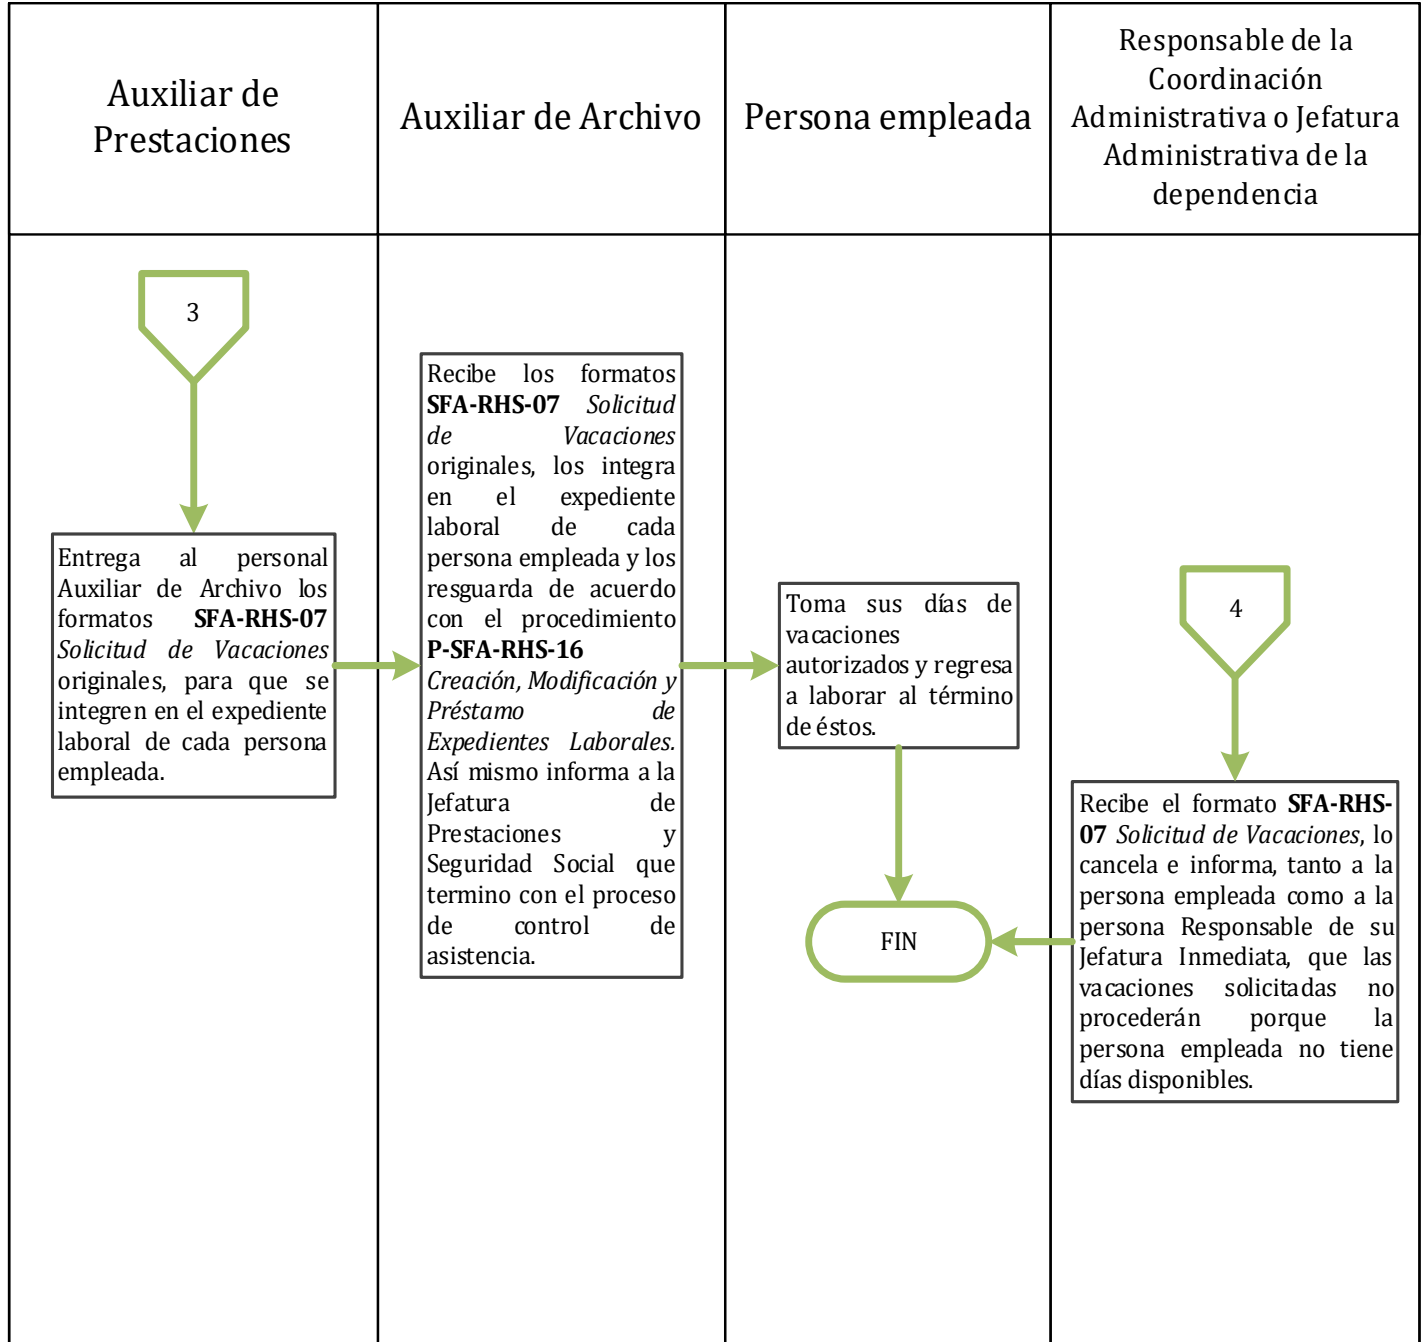 Auxiliar de
Prestaciones
Auxiliar de Archivo
Persona empleada
Responsable de la
Coordinación
Administrativa o Jefatura
Administrativa de la
dependencia
3
Entrega al personal
Auxiliar de Archivo los
formatos SFA-RHS-07
Solicitud de Vacaciones
originales, para que se
integren en el expediente
laboral de cada persona
empleada.
Recibe los formatos
SFA-RHS-07 Solicitud
de Vacaciones
originales, los integra
en el expediente
laboral de cada
persona empleada y los
resguarda de acuerdo
con el procedimiento
P-SFA-RHS-16
Creación, Modificación y
Préstamo de
Expedientes Laborales.
Así mismo informa a la
Jefatura de
Prestaciones y
Seguridad Social que
termino con el proceso
de control de
asistencia.
Toma sus días de
vacaciones
autorizados y regresa
a laborar al término
de éstos.
FIN
4
Recibe el formato SFA-RHS-
07 Solicitud de Vacaciones, lo
cancela e informa, tanto a la
persona empleada como a la
persona Responsable de su
Jefatura Inmediata, que las
vacaciones solicitadas no
procederán porque la
persona empleada no tiene
días disponibles.